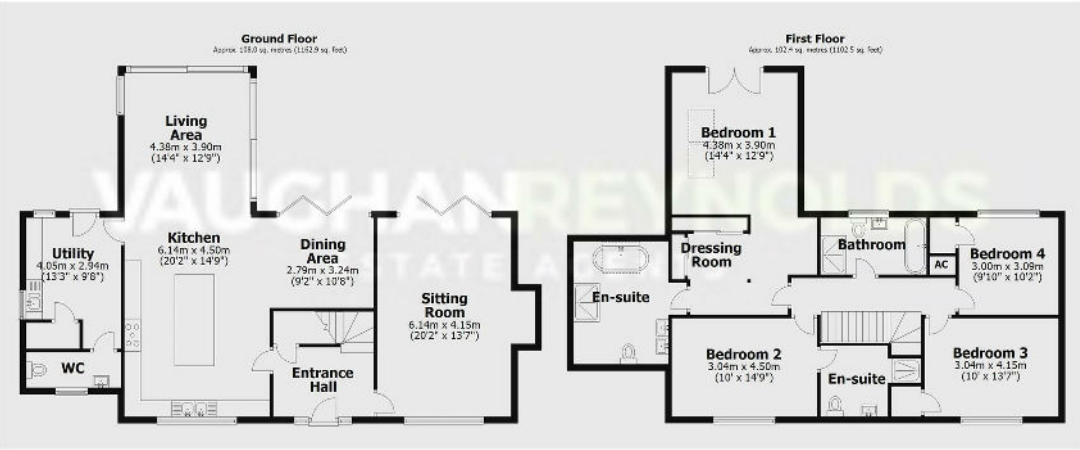 Ground Floor
Approx. 108.0 sq. metres (1162.9 sq. feet)
Living
Area
4.38m x 3.90m
(14'4" x 12'9")
Utility
4.05m x 2.94m
(13'3" x 9'8")
Kitchen
6.14m x 4.50m
(20'2" x 14'9")
Dining
Area
2.79m x 3.24m
(9'2" x 10'8")
Sitting
Room
6.14m x 4.15m
(20'2" x 13'7")
WC
Entrance
Hall
First Floor
Approx. 102.4 sq. metres (1102.5 sq. feet)
Bedroom 1
4.38m x 3.90m
(14'4" x 12'9")
Dressing
Room
Bathroom
AC
Bedroom 4
3.00m x 3.09m
(9'10" x 10'2")
En-suite
Bedroom 2
3.04m x 4.50m
(10' x 14'9")
En-suite
Bedroom 3
3.04m x 4.15m
(10' x 13'7")
VAUGHANREYNOLDS
ESTATE AGENTS